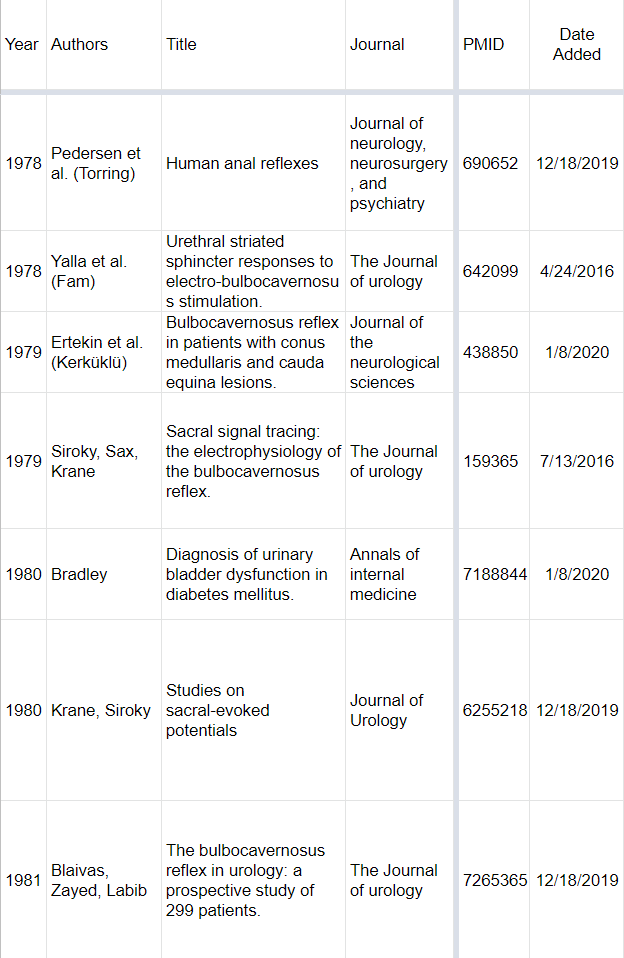 Year Authors Title Journal PMID Date
Added
1978 Pedersen et
al. (Torring) Human anal reflexes Journal of
neurology,
neurosurgery
, and
psychiatry 690652 12/18/2019
1978 Yalla et al.
(Fam) Urethral striated
sphincter responses to
electro-bulbocavernosu
s stimulation. The Journal
of urology 642099 4/24/2016
1979 Ertekin et al.
(Kerküklü) Bulbocavernosus reflex
in patients with conus
medullaris and cauda
equina lesions. Journal of
the
neurological
sciences 438850 1/8/2020
1979 Siroky, Sax,
Krane Sacral signal tracing:
the electrophysiology of
the bulbocavernosus
reflex. The Journal
of urology 159365 7/13/2016
1980 Bradley Diagnosis of urinary
bladder dysfunction in
diabetes mellitus. Annals of
internal
medicine 7188844 1/8/2020
1980 Krane, Siroky Studies on
sacral-evoked
potentials Journal of
Urology 6255218 12/18/2019
1981 Blaivas,
Zayed, Labib The bulbocavernosus
reflex in urology: a
prospective study of
299 patients. The Journal
of urology 7265365 12/18/2019